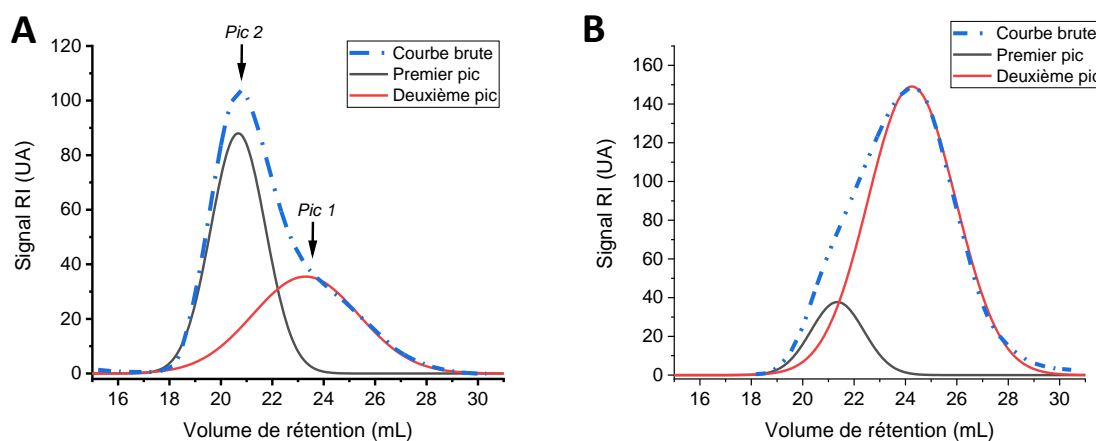 A
Pic 2
Courbe brute
Premier pic
Deuxième pic
Pic 1
120
100
80
60
40
20
0
Signal RI (UA)
16 18 20 22 24 26 28 30
Volume de rétention (mL)
B
Courbe brute
Premier pic
Deuxième pic
160
140
120
100
80
60
40
20
0
Signal RI (UA)
16 18 20 22 24 26 28 30
Volume de rétention (mL)